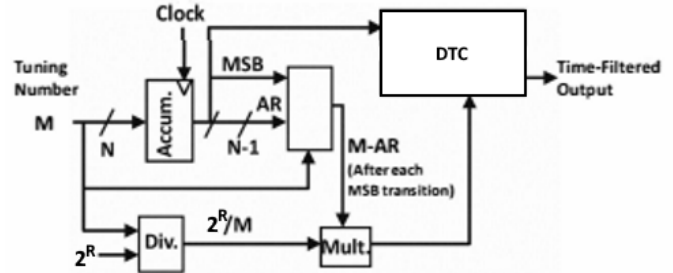 Clock
DTC
Tuning
Number
M
N
Accum.
MSB
AR
N-1
Time-Filtered
Output
M-AR
(After each
MSB transition)
2^R
Div.
2^R/M
Mult.